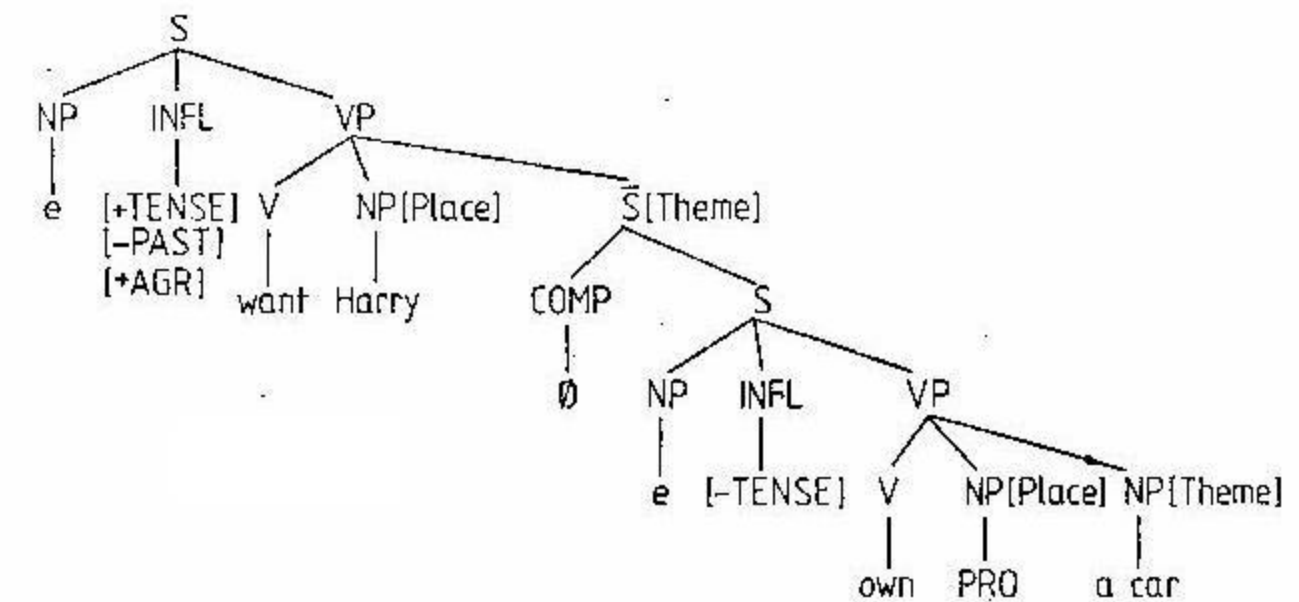 S
NP INFL VP
e [+TENSE] V NP[Place] S̄[Theme]
[-PAST]
[+AGR] want Harry COMP S
Ø NP INFL VP
e [-TENSE] V NP[Place] NP[Theme]
own PRO a car